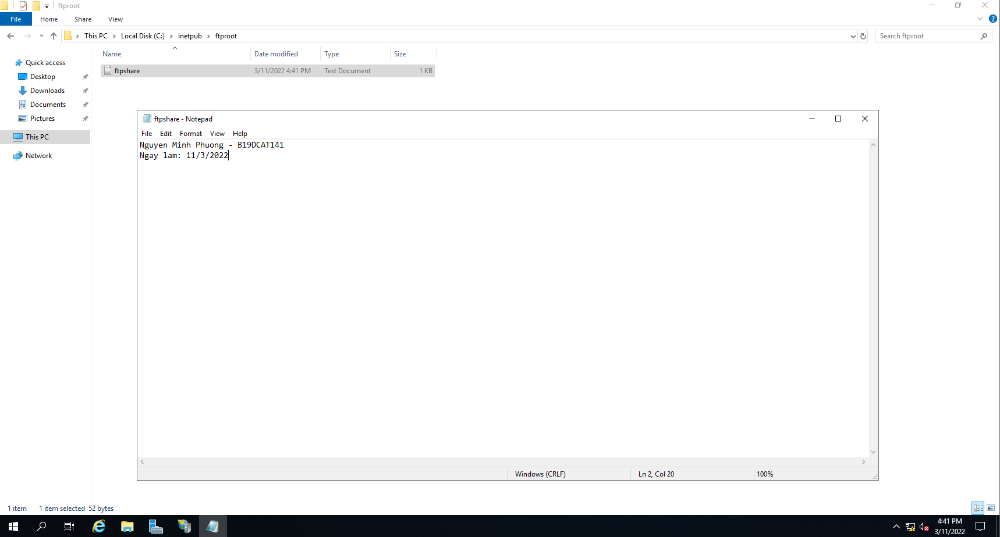 ftproot
File Home Share View
This PC Local Disk (C:) inetpub ftproot
Search ftproot
Name Date modified Type Size
ftpshare 3/11/2022 4:41 PM Text Document 1 KB
Quick access
Desktop
Downloads
Documents
Pictures
This PC
Network
ftpshare - Notepad
File Edit Format View Help
Nguyen Minh Phuong - B19DCAT141
Ngay lam: 11/3/2022
Windows (CRLF) Ln 2, Col 20 100%
1 item 1 item selected 52 bytes
4:41 PM
3/11/2022